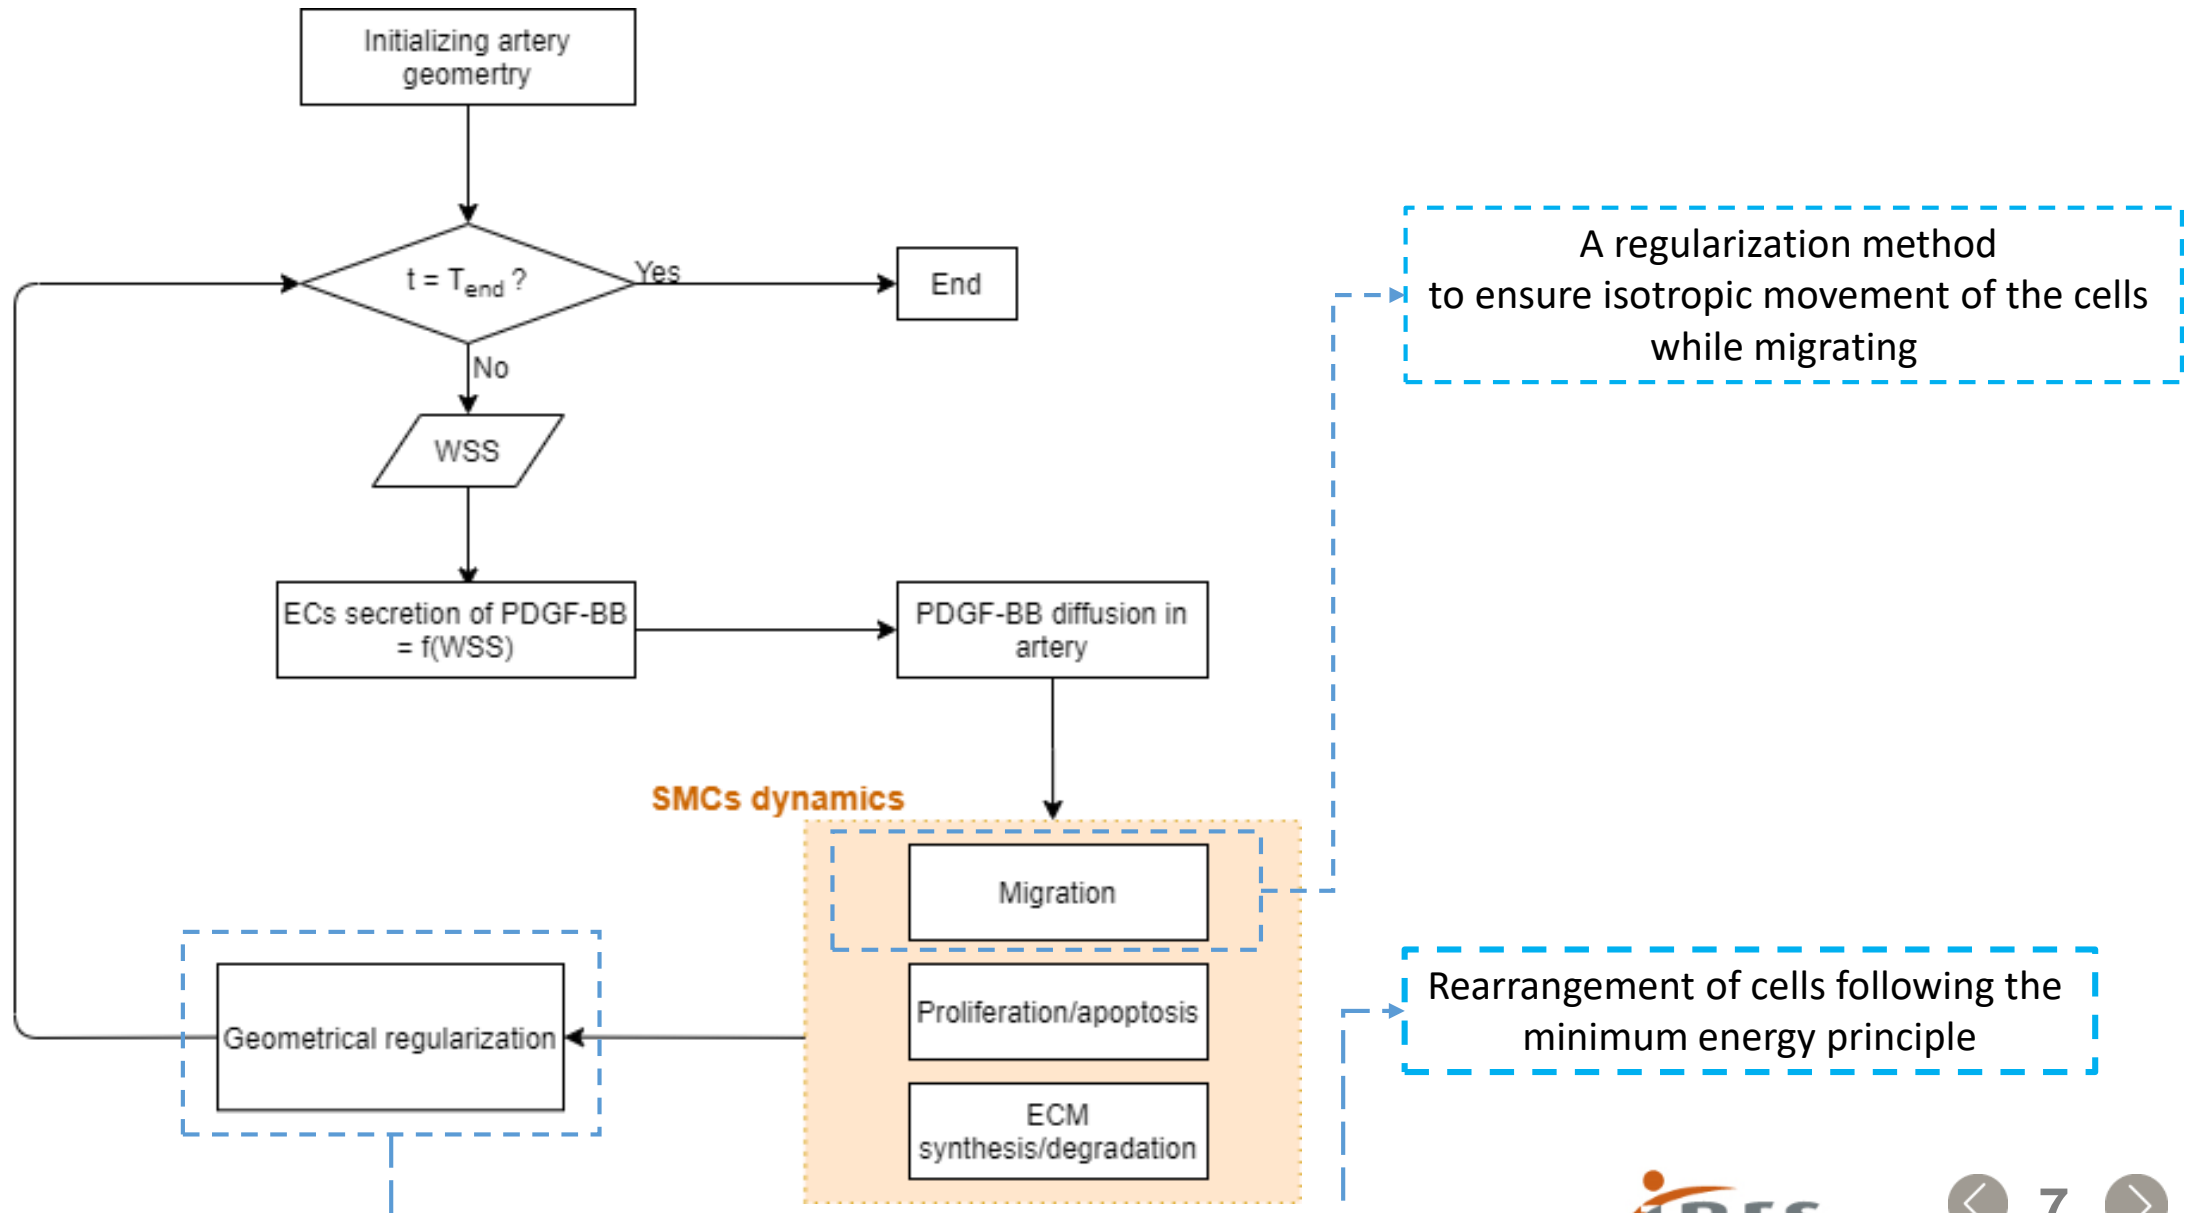 Initializing artery
geomertry
t = Tend ?
Yes
End
No
WSS
ECs secretion of PDGF-BB
= f(WSS)
PDGF-BB diffusion in
artery
SMCs dynamics
Migration
Proliferation/apoptosis
ECM
synthesis/degradation
Geometrical regularization
A regularization method
to ensure isotropic movement of the cells
while migrating
Rearrangement of cells following the
minimum energy principle
7